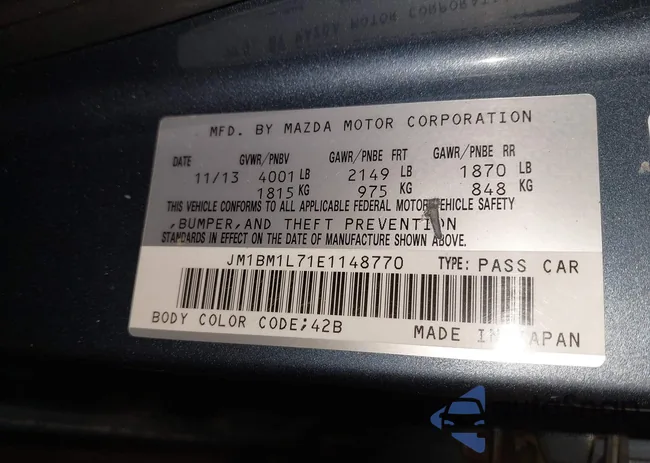 MFD. BY MAZDA MOTOR CORPORATION
DATE GVWR/PNBV GAWR/PNBE FRT GAWR/PNBE RR
11/13 4001 LB 2149 LB 1870 LB
1815 KG 975 KG 848 KG
THIS VEHICLE CONFORMS TO ALL APPLICABLE FEDERAL MOTOR VEHICLE SAFETY
,BUMPER,AND THEFT PREVENTION
STANDARDS IN EFFECT ON THE DATE OF MANUFACTURE SHOWN ABOVE.
JM1BM1L71E1148770 TYPE: PASS CAR
BODY COLOR CODE;42B MADE IN JAPAN